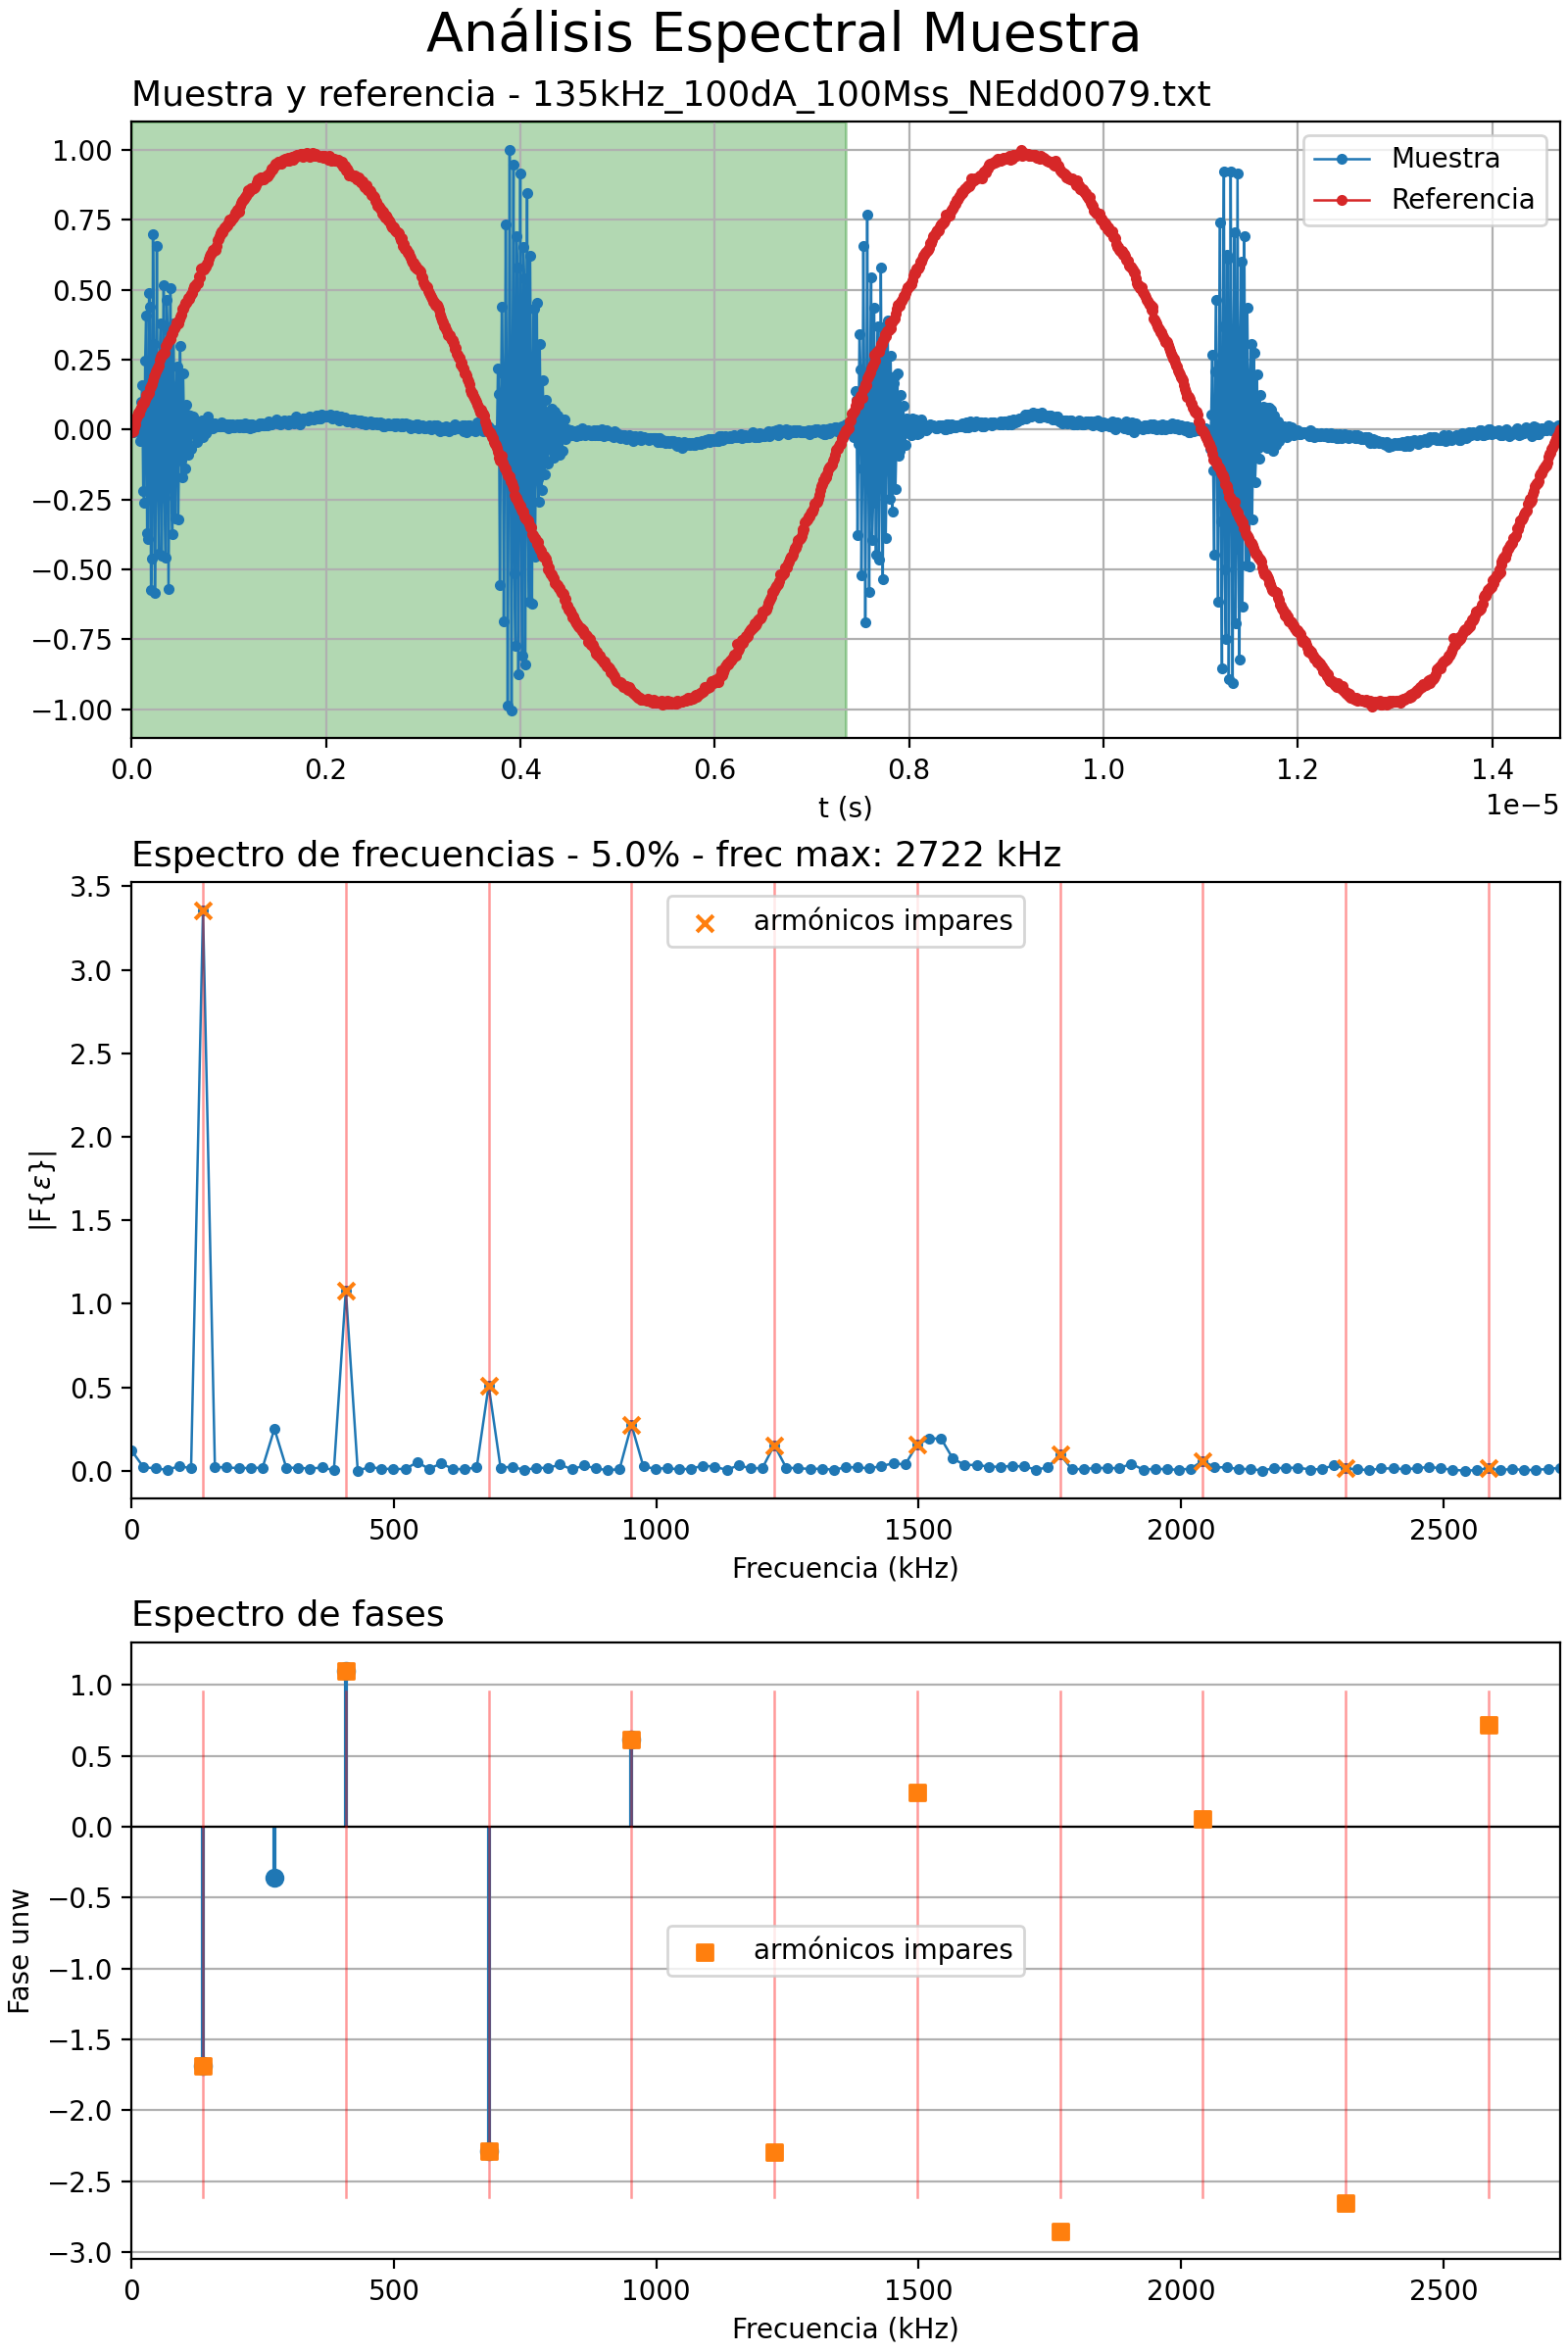 Análisis Espectral Muestra
Muestra y referencia - 135kHz_100dA_100Mss_NEdd0079.txt
1.00
0.75
0.50
0.25
0.00
−0.25
−0.50
−0.75
−1.00
Muestra
Referencia
0.0 0.2 0.4 0.6 0.8 1.0 1.2 1.4
1e−5
t (s)
Espectro de frecuencias - 5.0% - frec max: 2722 kHz
3.5
3.0
2.5
2.0
1.5
1.0
0.5
0.0
|F{ε}|
armónicos impares
0 500 1000 1500 2000 2500
Frecuencia (kHz)
Espectro de fases
1.0
0.5
0.0
−0.5
−1.0
−1.5
−2.0
−2.5
−3.0
Fase unw
armónicos impares
0 500 1000 1500 2000 2500
Frecuencia (kHz)